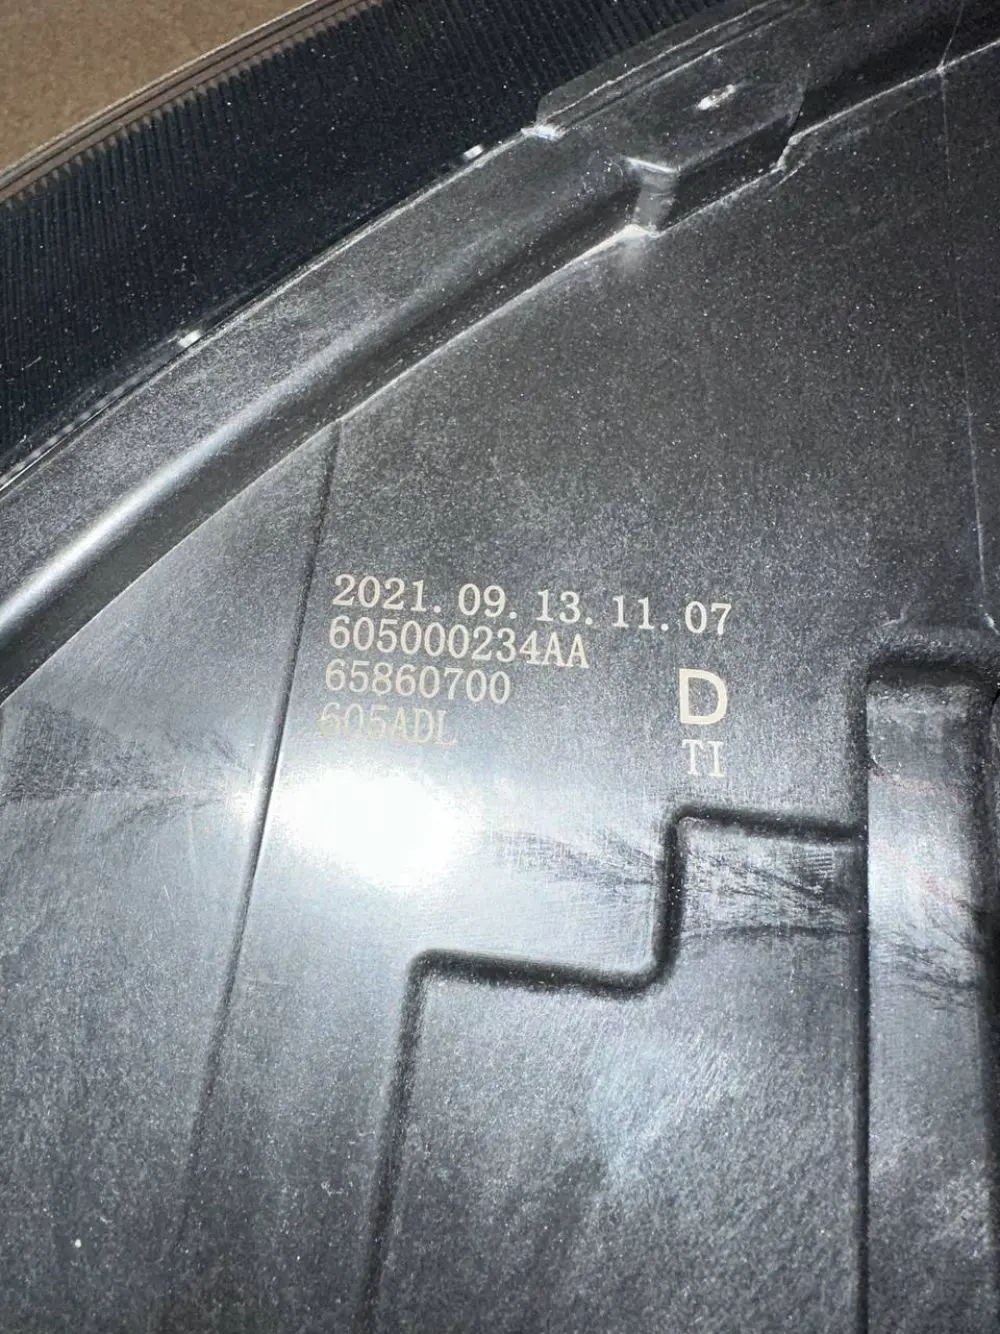 2021. 09. 13. 11. 07
605000234AA
65860700
605ADL
D
TI